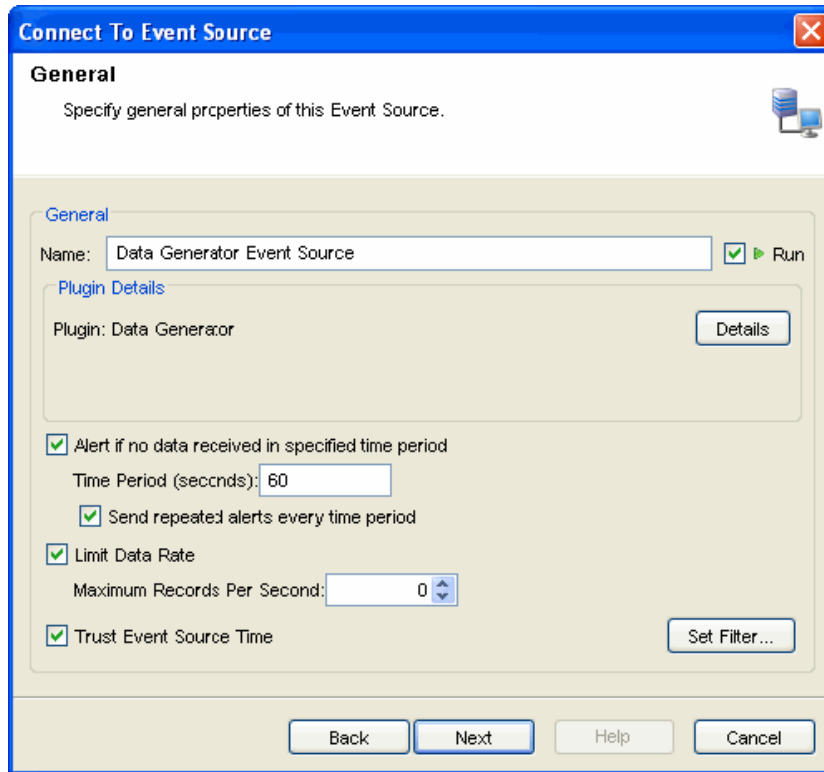 Connect To Event Source
General
Specify general properties of this Event Source.
General
Name: Data Generator Event Source Run
Plugin Details
Plugin: Data Generator Details
Alert if no data received in specified time period
Time Period (seconds): 60
Send repeated alerts every time period
Limit Data Rate
Maximum Records Per Second: 0
Trust Event Source Time Set Filter...
Back Next Help Cancel